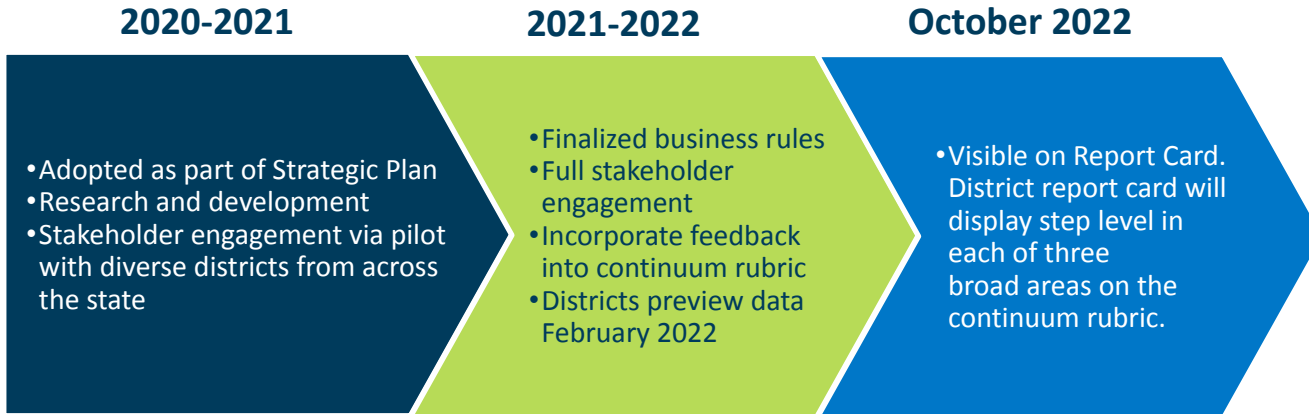 2020-2021
•Adopted as part of Strategic Plan
•Research and development
•Stakeholder engagement via pilot
with diverse districts from across
the state
2021-2022
•Finalized business rules
•Full stakeholder
engagement
•Incorporate feedback
into continuum rubric
•Districts preview data
February 2022
October 2022
•Visible on Report Card.
District report card will
display step level in
each of three
broad areas on the
continuum rubric.